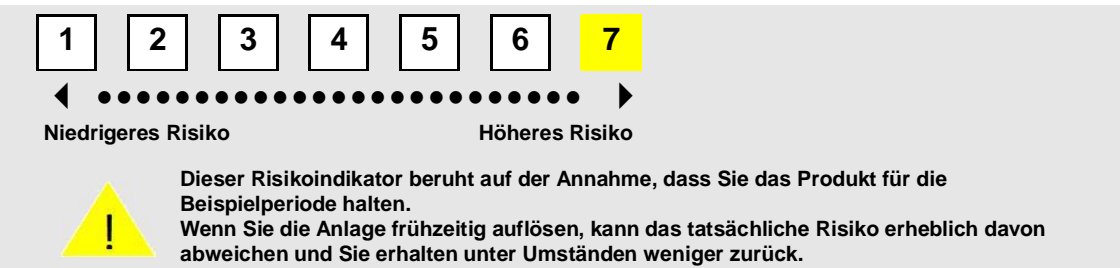 1 2 3 4 5 6 7
Niedrigeres Risiko Höheres Risiko
Dieser Risikoindikator beruht auf der Annahme, dass Sie das Produkt für die
Beispielperiode halten.
!
Wenn Sie die Anlage frühzeitig auflösen, kann das tatsächliche Risiko erheblich davon
abweichen und Sie erhalten unter Umständen weniger zurück.